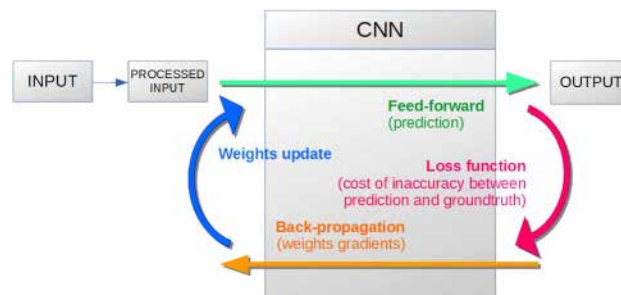 CNN
INPUT
PROCESSED
INPUT
OUTPUT
Feed-forward
(prediction)
Weights update
Loss function
(cost of inaccuracy between
prediction and groundtruth)
Back-propagation
(weights gradients)